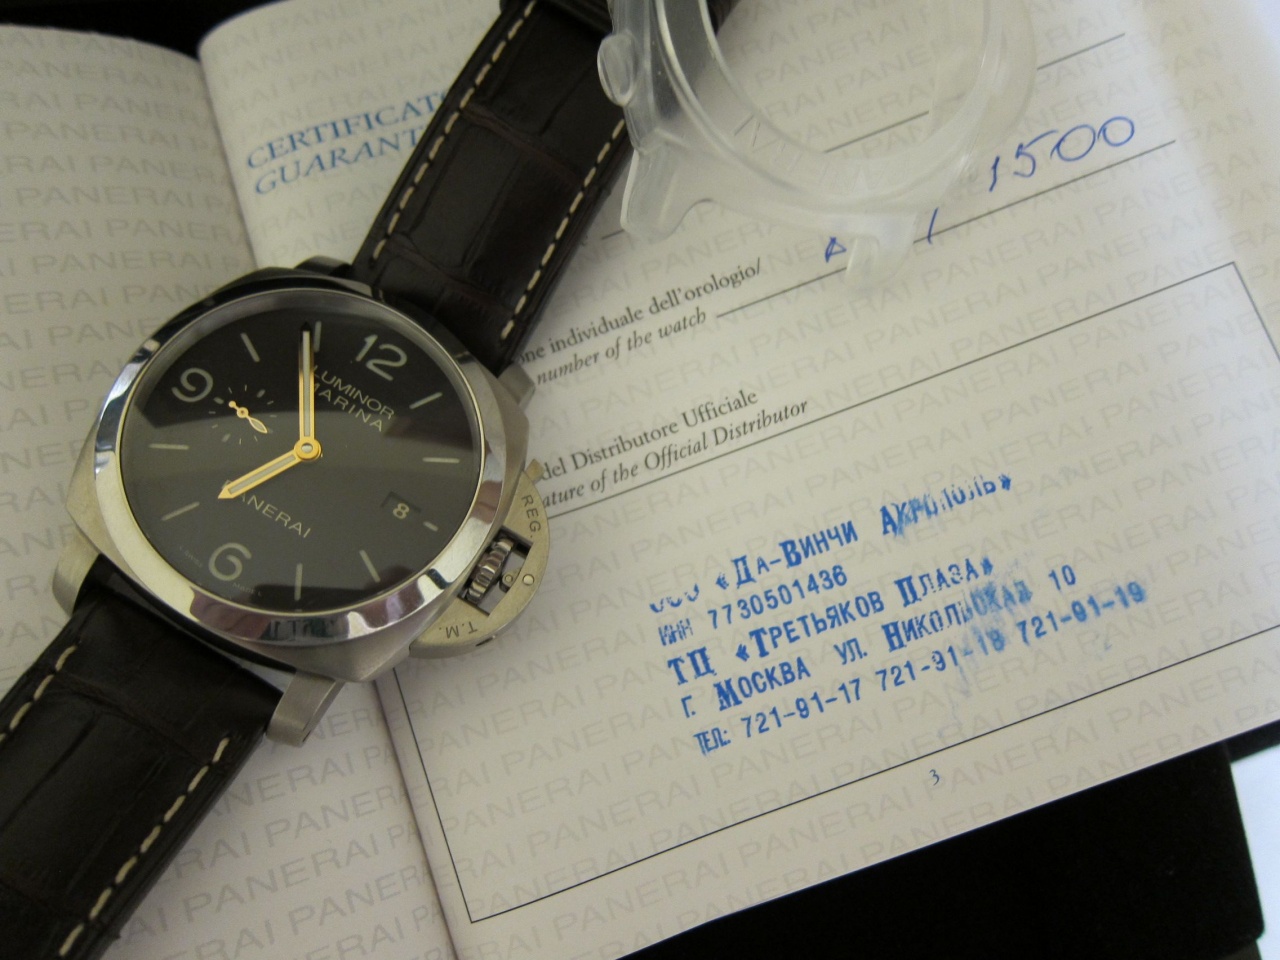 CERTIFICATO
GUARANT
1500
one individuale dell'orologio/
number of the watch
del Distributore Ufficiale
ature of the Official Distributor
ООО «Да-Винчи Акрополь»
ИНН 7730501436
ТЦ «Третьяков Плаза»
г. Москва ул. Никольская 10
Тел: 721-91-17 721-91-18 721-91-19
3
12
9
6
LUMINOR
MARINA
PANERAI
8
REG
T.M.
PANERAI PANERAI PANERAI